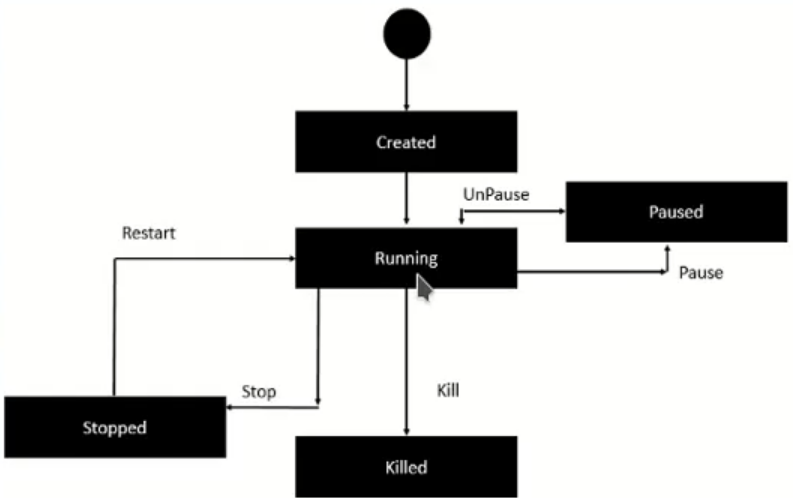 Created
UnPause
Paused
Restart
Running
Pause
Stop
Kill
Stopped
Killed